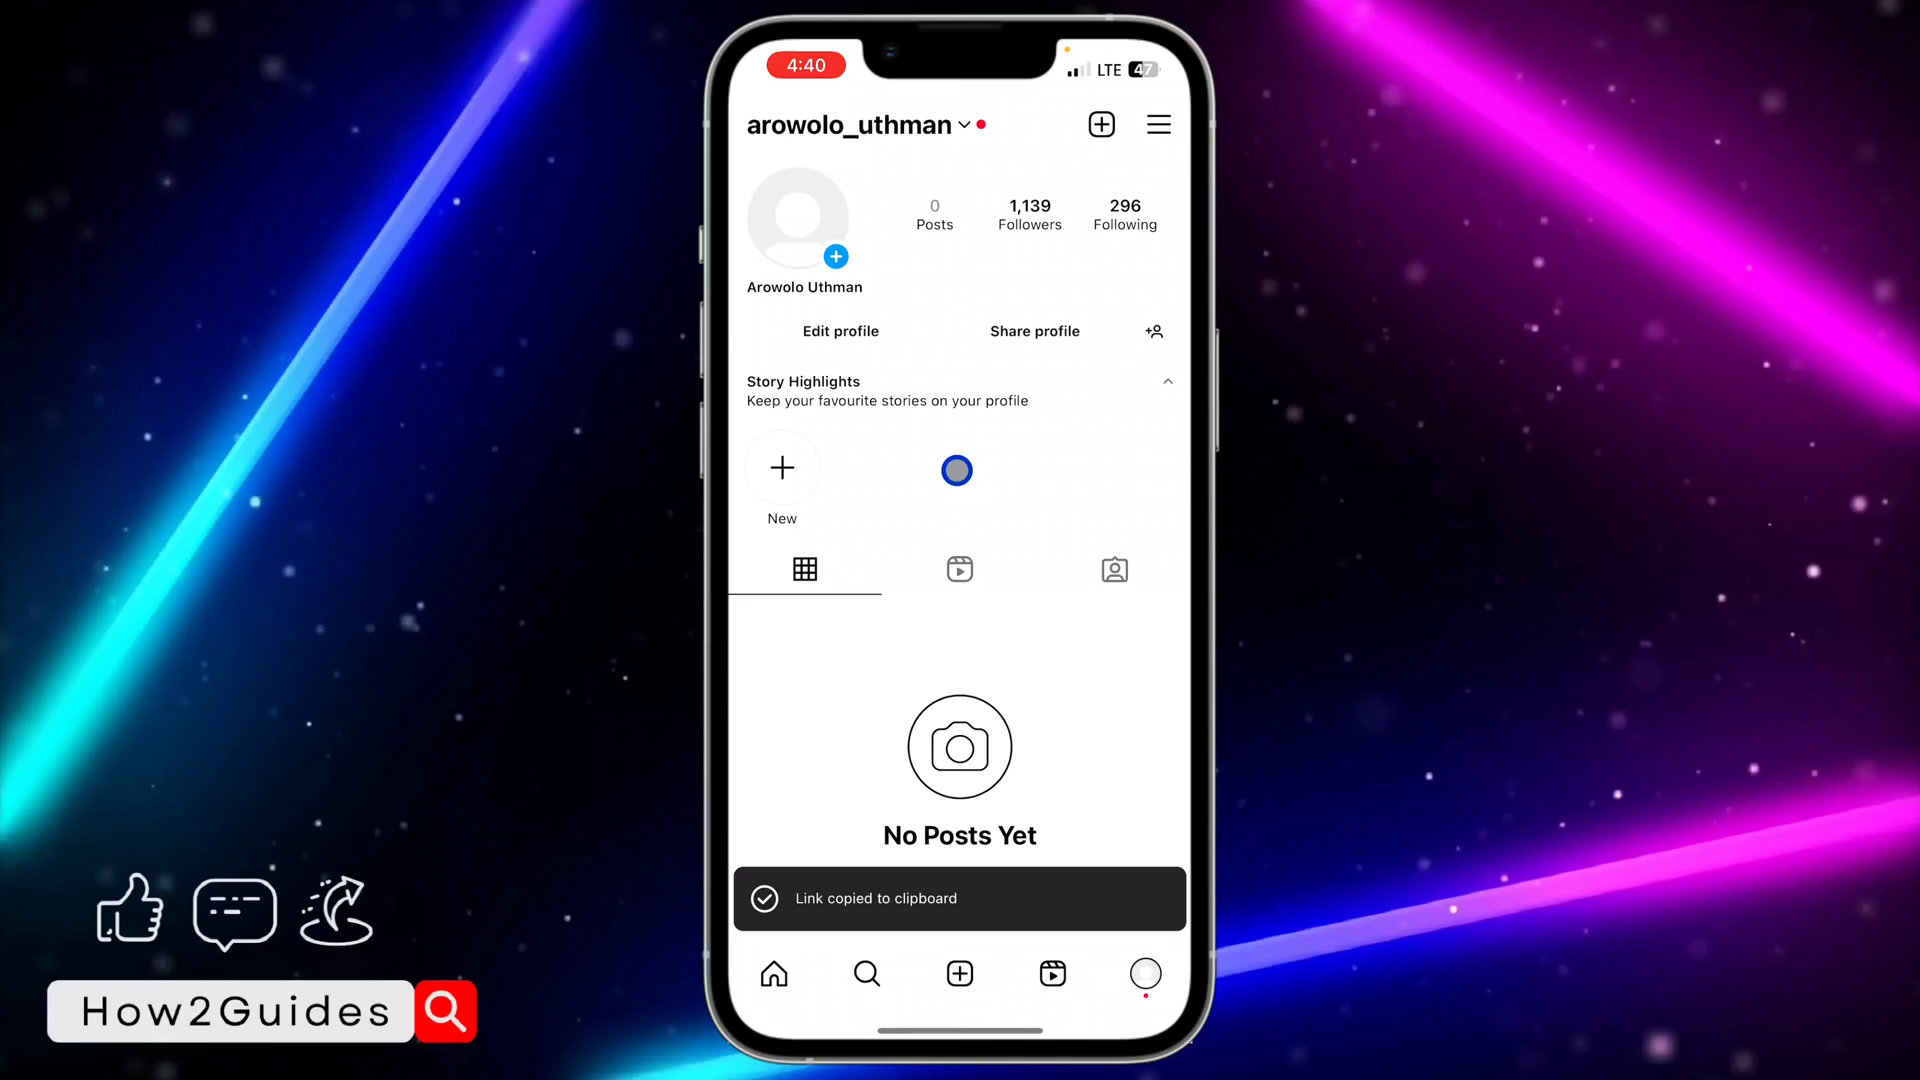 4:40
LTE 47
arowolo_uthman
0 1,139 296
Posts Followers Following
Arowolo Uthman
Edit profile Share profile
Story Highlights
Keep your favourite stories on your profile
New
No Posts Yet
Link copied to clipboard
How2Guides